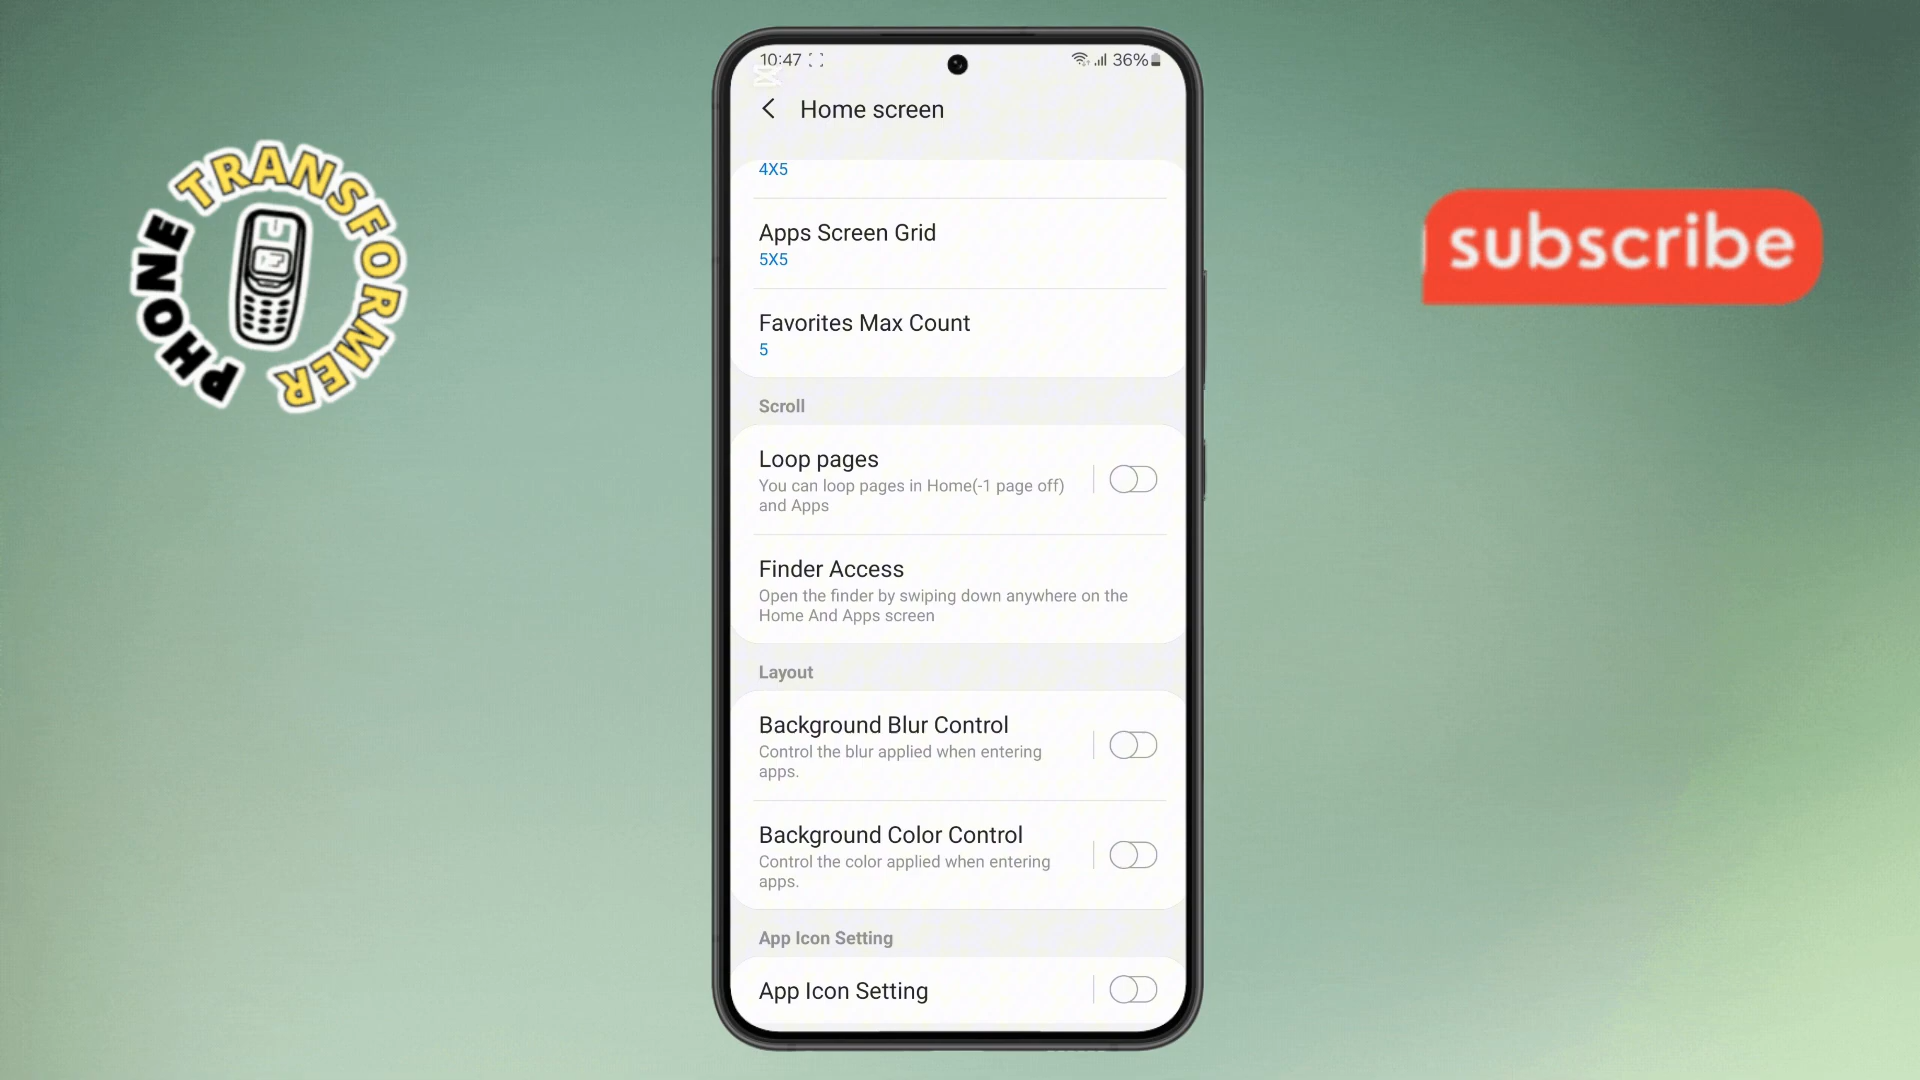 PHONE TRANSFORMER
subscribe
10:47
36%
Home screen
4X5
Apps Screen Grid
5X5
Favorites Max Count
5
Scroll
Loop pages
You can loop pages in Home(-1 page off)
and Apps
Finder Access
Open the finder by swiping down anywhere on the
Home And Apps screen
Layout
Background Blur Control
Control the blur applied when entering
apps.
Background Color Control
Control the color applied when entering
apps.
App Icon Setting
App Icon Setting